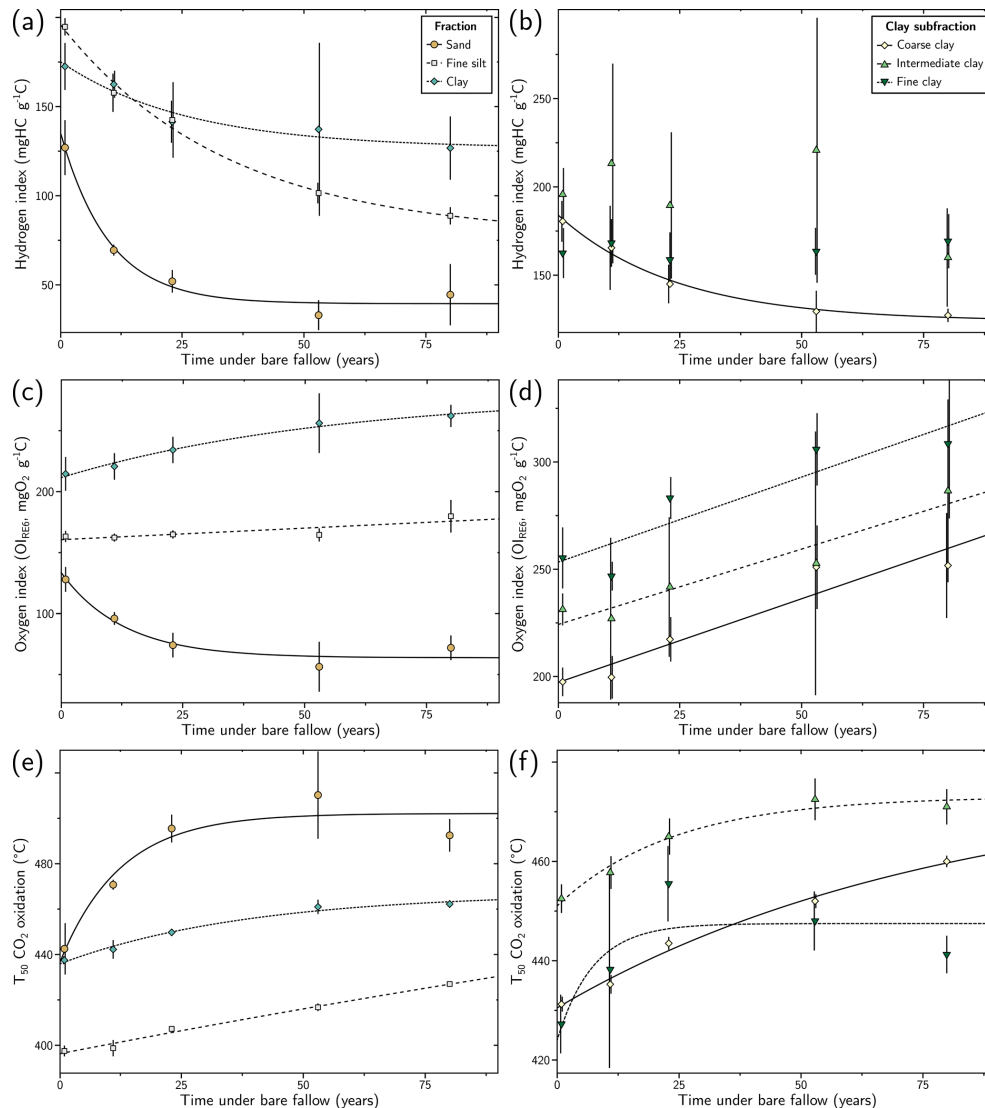 (a)
Fraction
Sand
Fine silt
Clay
Hydrogen index (mgHC g⁻¹C)
150
100
50
0
25
50
75
Time under bare fallow (years)
(b)
Clay subfraction
Coarse clay
Intermediate clay
Fine clay
Hydrogen index (mgHC g⁻¹C)
250
200
150
0
25
50
75
Time under bare fallow (years)
(c)
Oxygen index (OI_RE6, mgO₂ g⁻¹C)
200
100
0
25
50
75
Time under bare fallow (years)
(d)
Oxygen index (OI_RE6, mgO₂ g⁻¹C)
300
250
200
0
25
50
75
Time under bare fallow (years)
(e)
T₅₀ CO₂ oxidation (°C)
480
440
400
0
25
50
75
Time under bare fallow (years)
(f)
T₅₀ CO₂ oxidation (°C)
460
440
420
0
25
50
75
Time under bare fallow (years)